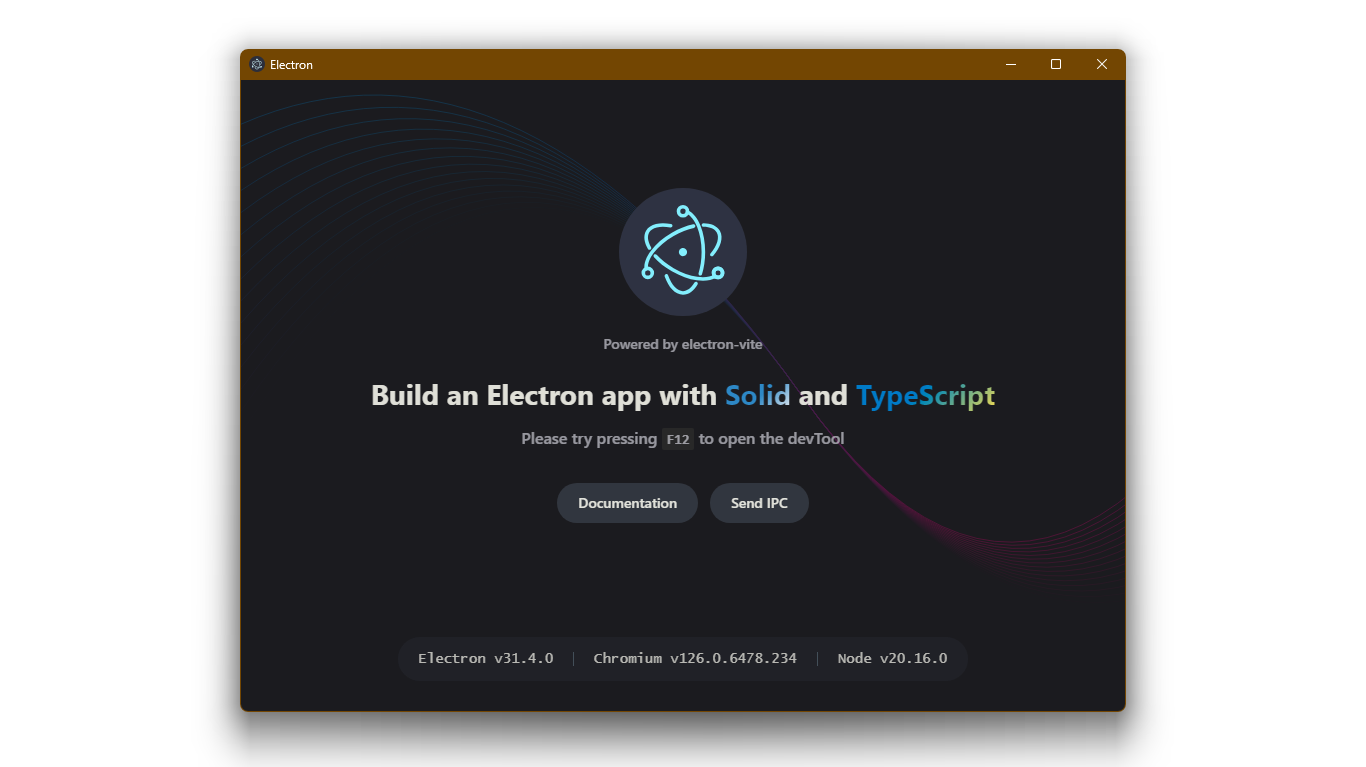 Electron
Powered by electron-vite
Build an Electron app with Solid and TypeScript
Please try pressing F12 to open the devTool
Documentation Send IPC
Electron v31.4.0 | Chromium v126.0.6478.234 | Node v20.16.0